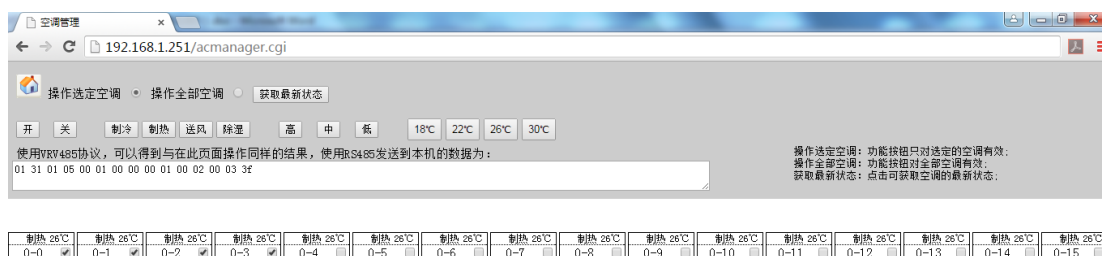 空调管理
192.168.1.251/acmanager.cgi
操作选定空调 操作全部空调 获取最新状态
开 关 制冷 制热 送风 除湿 高 中 低 18℃ 22℃ 26℃ 30℃
使用VRV485协议，可以得到与在此页面操作同样的结果，使用RS485发送到本机的数据为：
01 31 01 05 00 01 00 00 00 01 00 02 00 03 3f
操作选定空调：功能按钮只对选定的空调有效；
操作全部空调：功能按钮对全部空调有效；
获取最新状态：点击可获取空调的最新状态；
制热 26℃ 制热 26℃ 制热 26℃ 制热 26℃ 制热 26℃ 制热 26℃ 制热 26℃ 制热 26℃ 制热 26℃ 制热 26℃ 制热 26℃ 制热 26℃ 制热 26℃ 制热 26℃ 制热 26℃ 制热 26℃
0-0 0-1 0-2 0-3 0-4 0-5 0-6 0-7 0-8 0-9 0-10 0-11 0-12 0-13 0-14 0-15